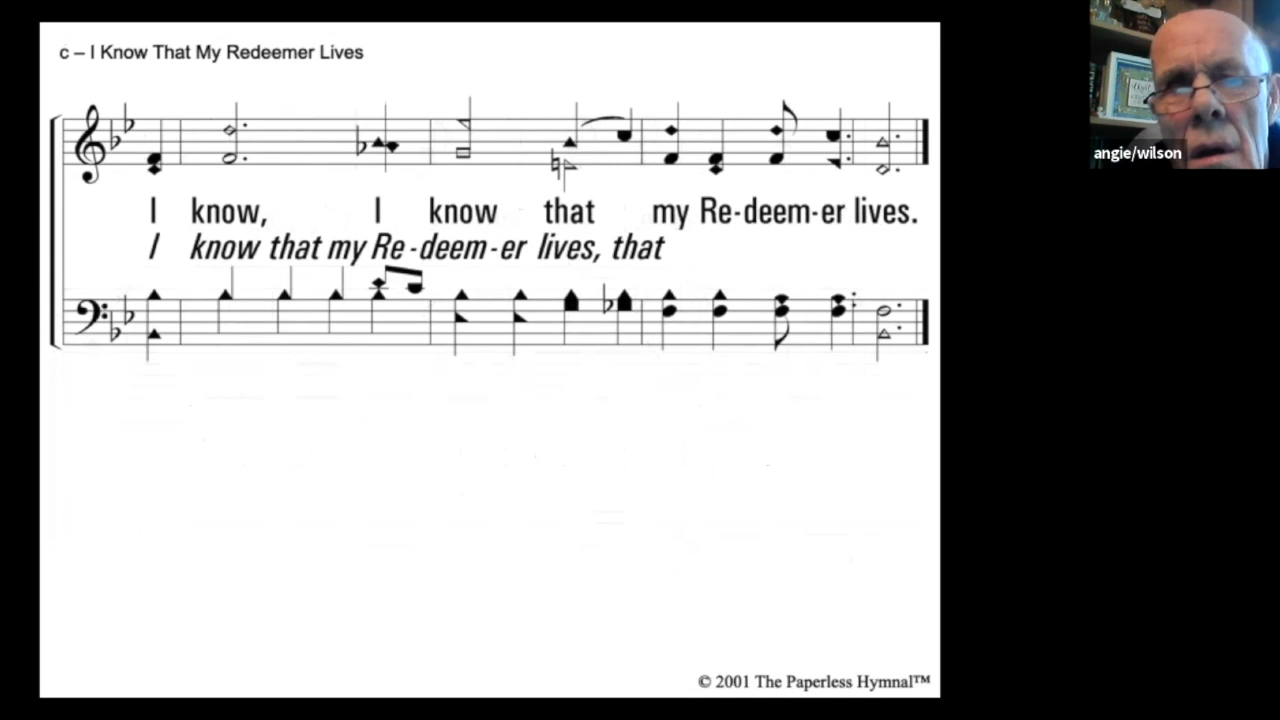 c – I Know That My Redeemer Lives
angie/wilson
I know, I know that my Re-deem-er lives.
I know that my Re-deem-er lives, that
© 2001 The Paperless Hymnal™